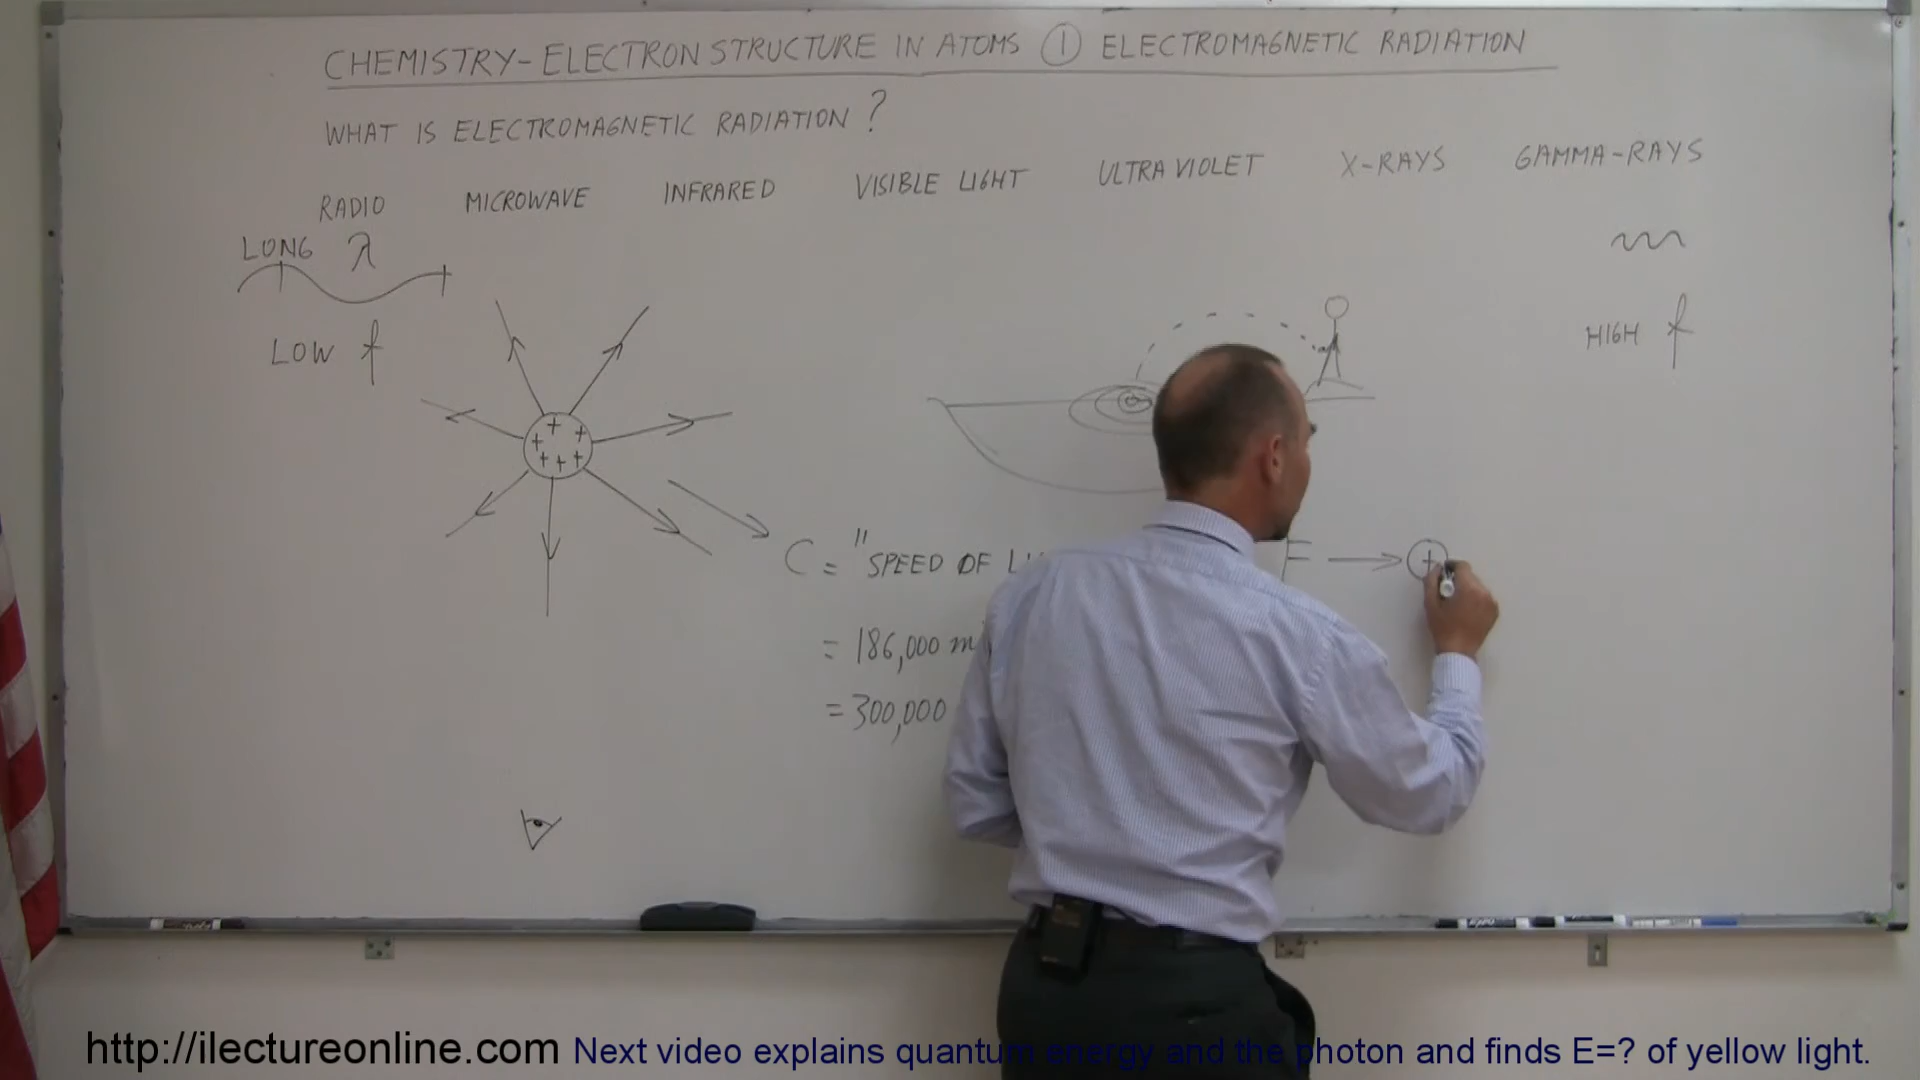 CHEMISTRY-ELECTRON STRUCTURE IN ATOMS ① ELECTROMAGNETIC RADIATION
WHAT IS ELECTROMAGNETIC RADIATION ?
RADIO MICROWAVE INFRARED VISIBLE LIGHT ULTRAVIOLET X-RAYS GAMMA-RAYS
LONG λ
LOW f
HIGH f
+ + + + + + +
C = "SPEED OF
E → +
= 186,000
= 300,000
http://ilectureonline.com Next video explains quantum energy and the photon and finds E=? of yellow light.